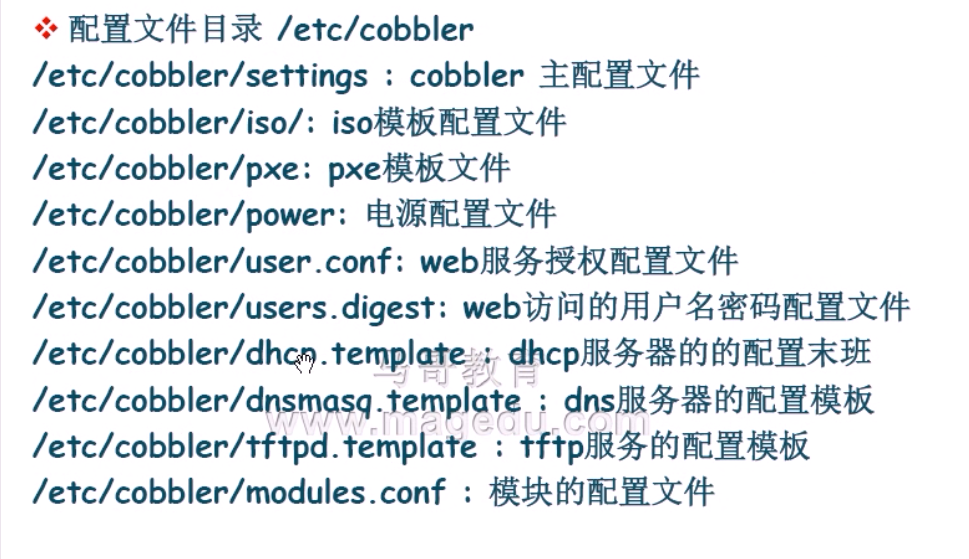 ❖ 配置文件目录 /etc/cobbler
/etc/cobbler/settings : cobbler 主配置文件
/etc/cobbler/iso/: iso模板配置文件
/etc/cobbler/pxe: pxe模板文件
/etc/cobbler/power: 电源配置文件
/etc/cobbler/user.conf: web服务授权配置文件
/etc/cobbler/users.digest: web访问的用户名密码配置文件
/etc/cobbler/dhcp.template : dhcp服务器的的配置末班
马哥教育
/etc/cobbler/dnsmasq.template : dns服务器的配置模板
www.magedu.com
/etc/cobbler/tftpd.template : tftp服务的配置模板
/etc/cobbler/modules.conf : 模块的配置文件